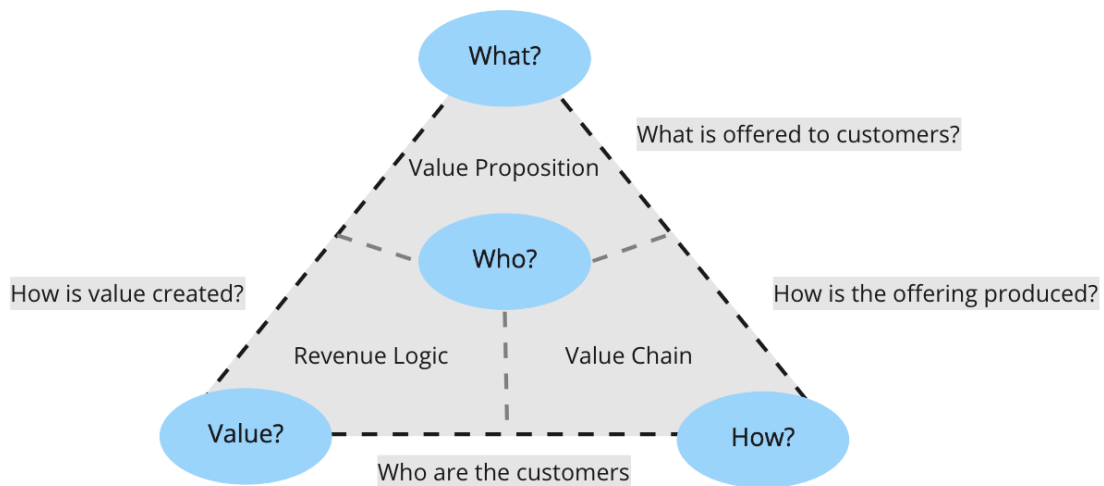 What?
What is offered to customers?
Value Proposition
Who?
How is value created?
How is the offering produced?
Revenue Logic
Value Chain
Value?
How?
Who are the customers